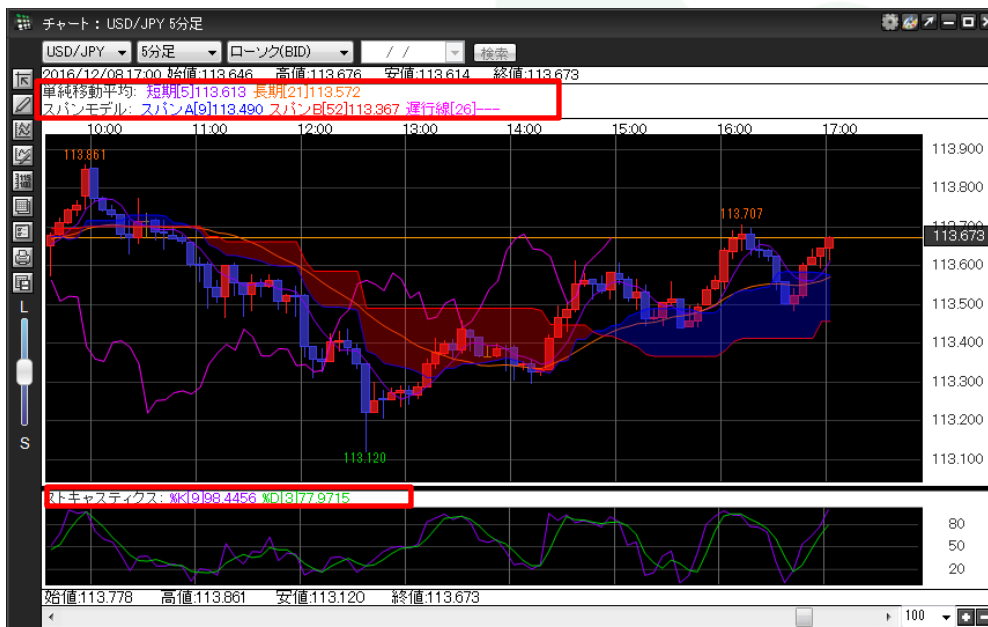 チャート : USD/JPY 5分足
USD/JPY 5分足 ローソク(BID) / / 検索
2016/12/08 17:00 始値:113.646 高値:113.676 安値:113.614 終値:113.673
単純移動平均: 短期[5]113.613 長期[21]113.572
スパンモデル: スパンA[9]113.490 スパンB[52]113.367 遅行線[26]---
10:00 11:00 12:00 13:00 14:00 15:00 16:00 17:00
113.861
113.900
113.800
113.707
113.700
113.673
113.600
113.500
113.400
113.300
113.200
113.120
113.100
L
S
ストキャスティクス: %K[9]98.4456 %D[3]77.9715
80
50
20
始値:113.778 高値:113.861 安値:113.120 終値:113.673
100